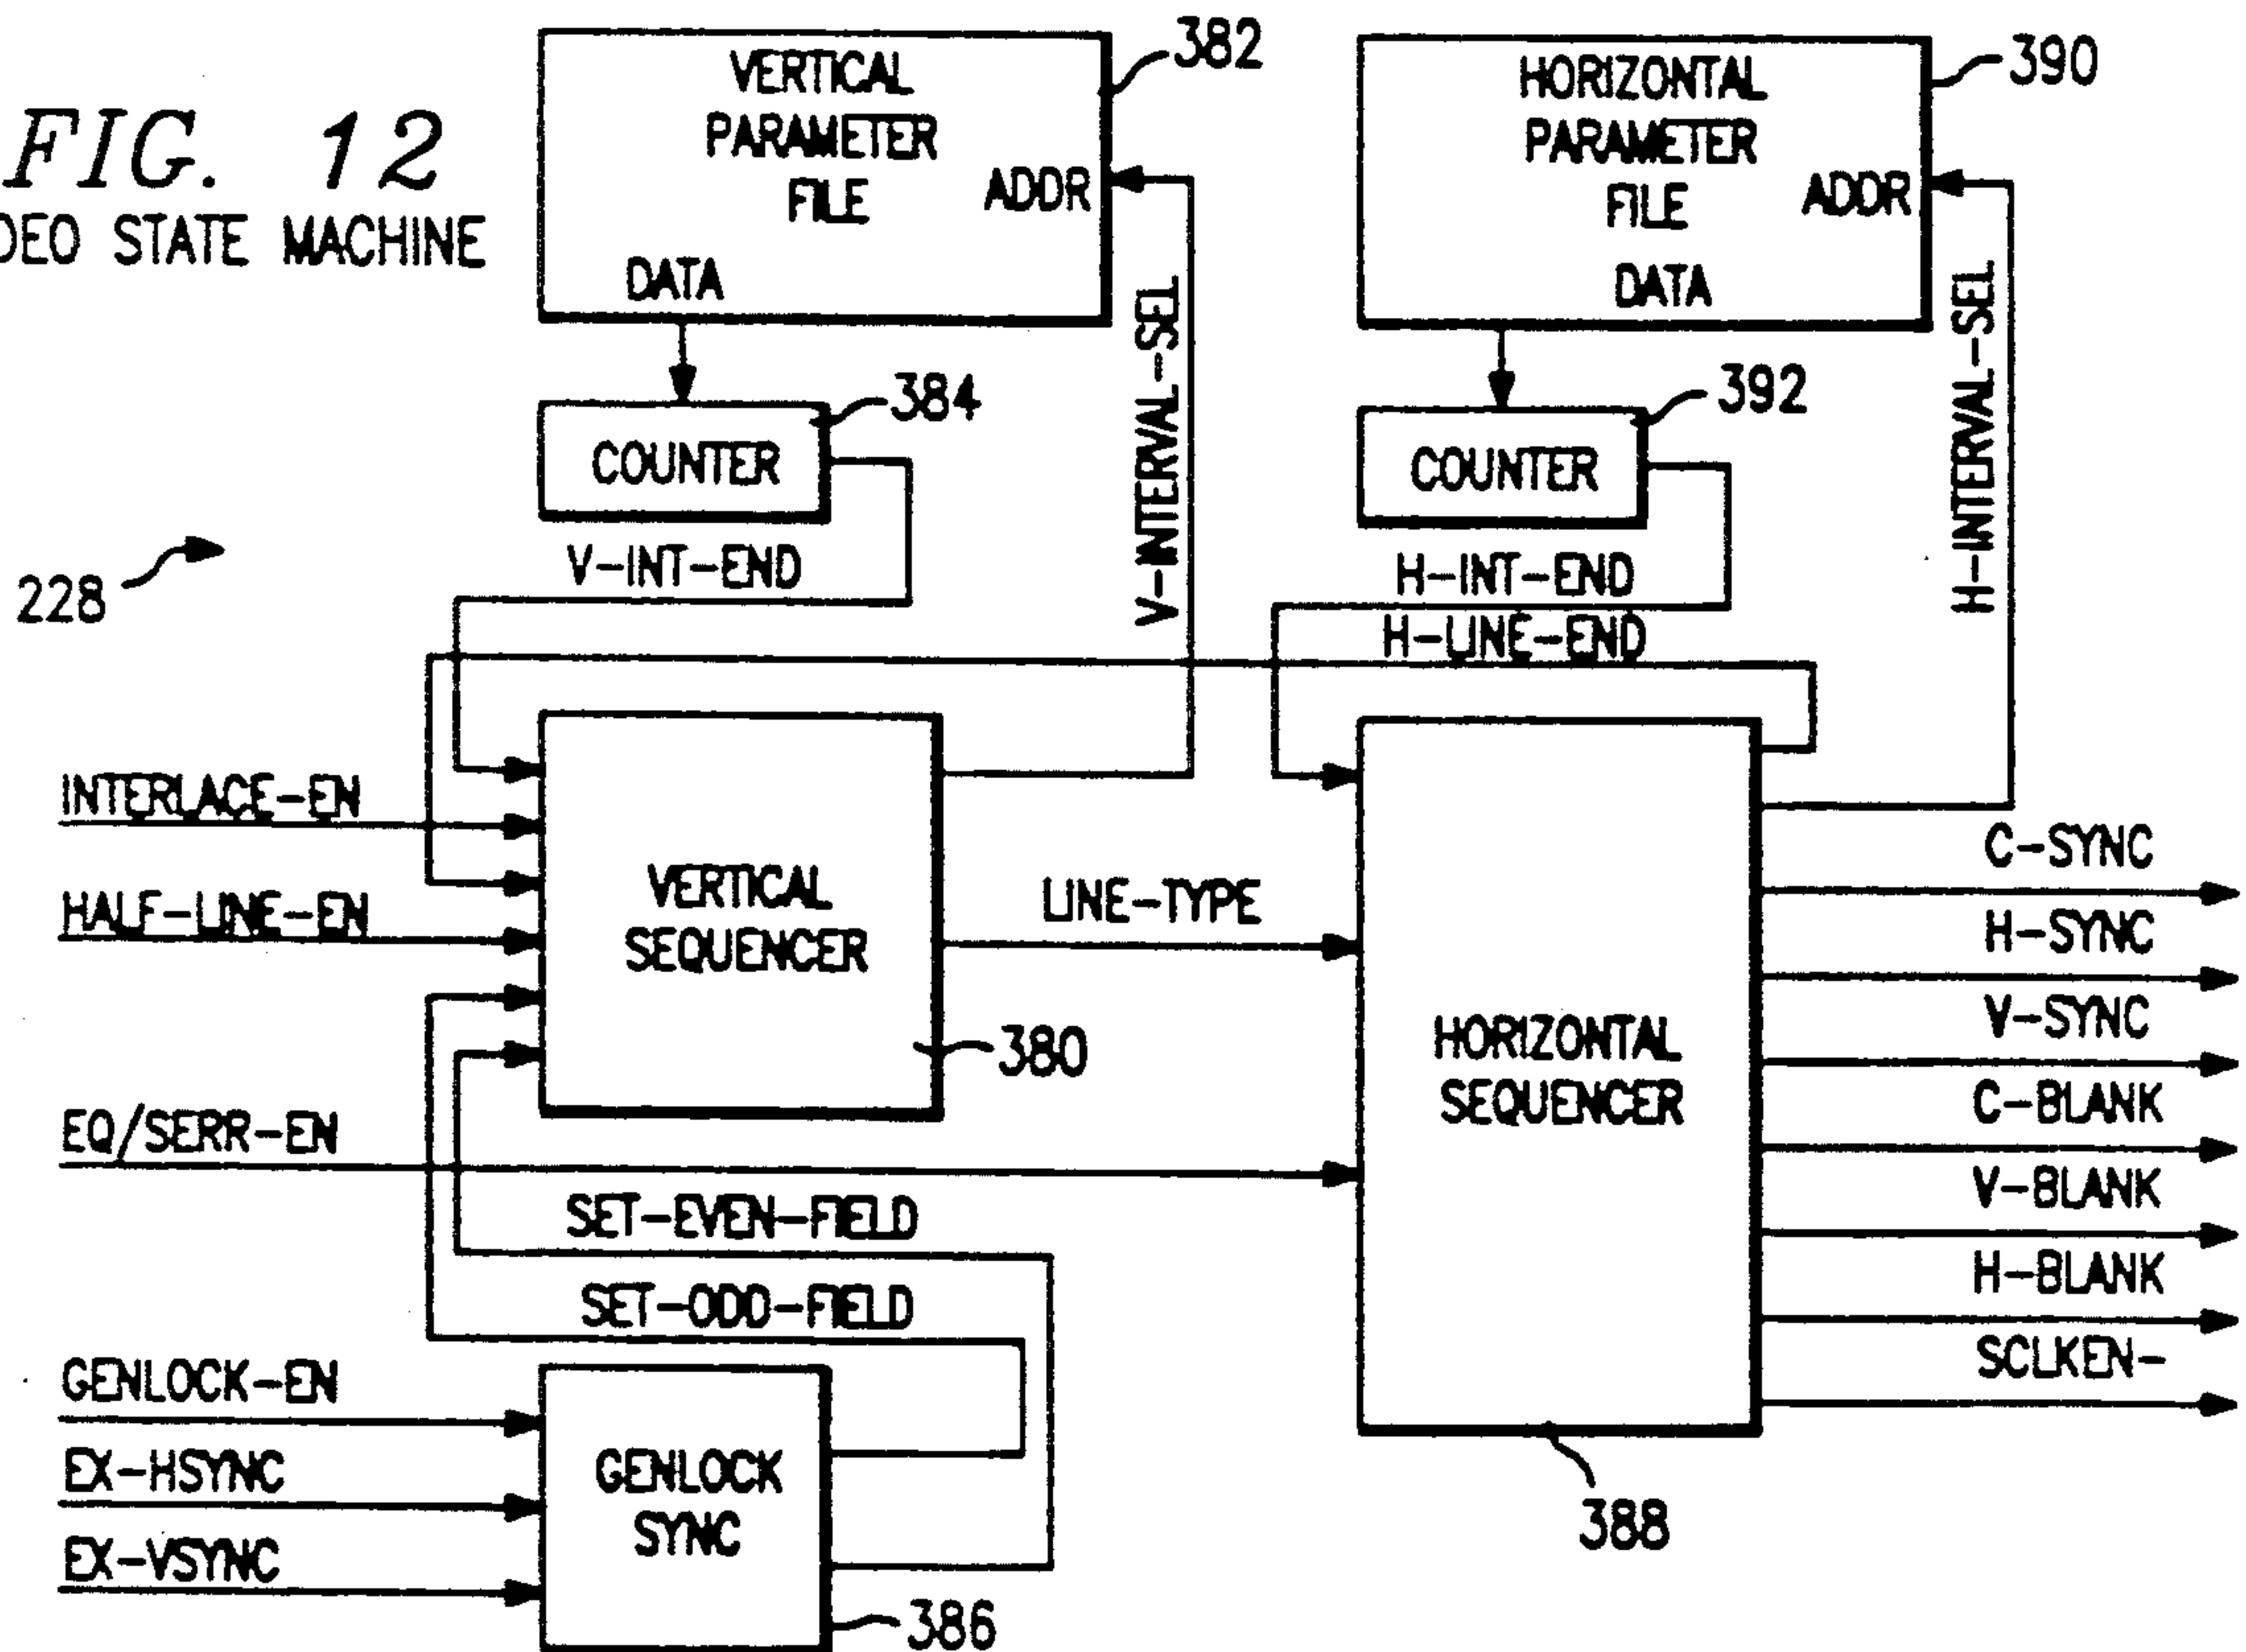 FIG. 12
DEO STATE MACHINE
228
VERTICAL
PARAMETER
FILE
ADDR
DATA
382
HORIZONTAL
PARAMETER
FILE
ADDR
DATA
390
COUNTER
384
V-INT-END
V-INTERVAL-SEL
COUNTER
392
H-INT-END
H-LINE-END
H-INTERVAL-SEL
INTERLACE-EN
HALF-LINE-EN
EQ/SERR-EN
VERTICAL
SEQUENCER
380
LINE-TYPE
HORIZONTAL
SEQUENCER
388
C-SYNC
H-SYNC
V-SYNC
C-BLANK
V-BLANK
H-BLANK
SCLKEN-
SET-EVEN-FIELD
SET-ODD-FIELD
GENLOCK-EN
EX-HSYNC
EX-VSYNC
GENLOCK
SYNC
386